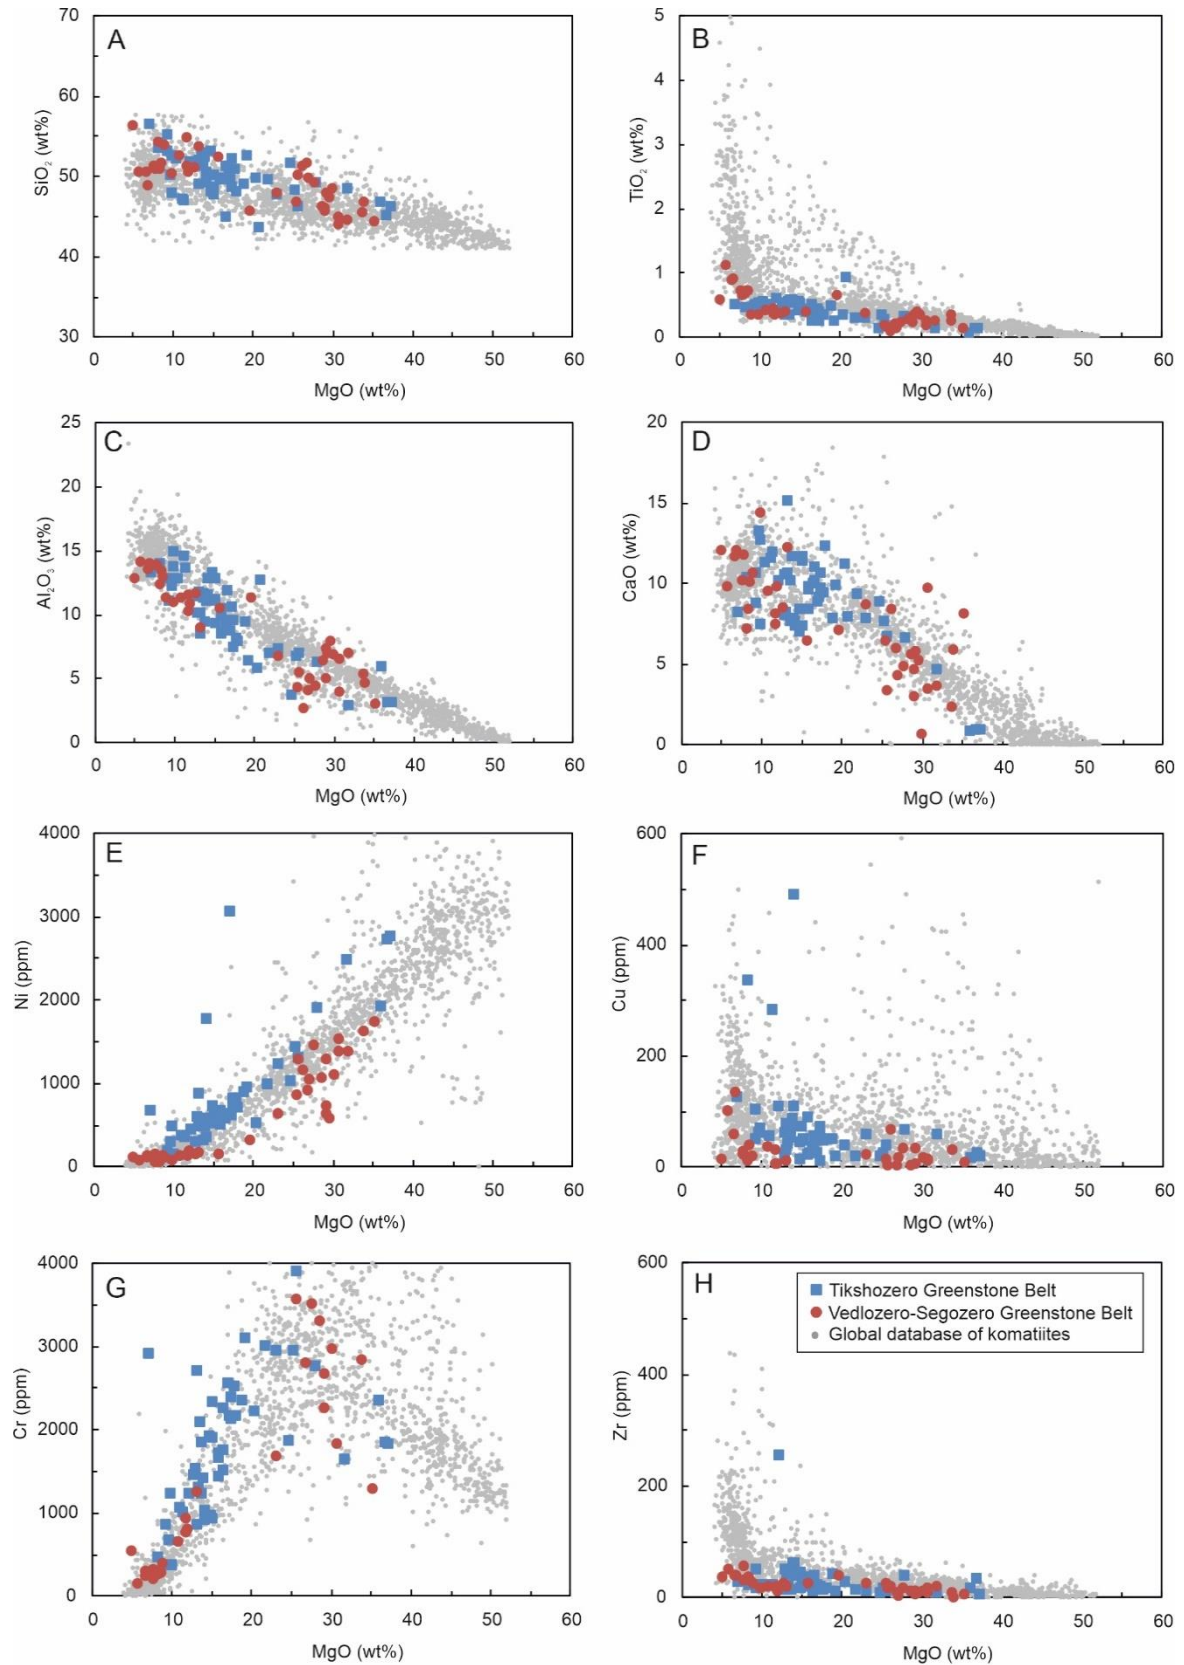 A
70
60
50
40
30
SiO₂ (wt%)
0 10 20 30 40 50 60
MgO (wt%)
B
5
4
3
2
1
0
TiO₂ (wt%)
0 10 20 30 40 50 60
MgO (wt%)
C
25
20
15
10
5
0
Al₂O₃ (wt%)
0 10 20 30 40 50 60
MgO (wt%)
D
20
15
10
5
0
CaO (wt%)
0 10 20 30 40 50 60
MgO (wt%)
E
4000
3000
2000
1000
0
Ni (ppm)
0 10 20 30 40 50 60
MgO (wt%)
F
600
400
200
0
Cu (ppm)
0 10 20 30 40 50 60
MgO (wt%)
G
4000
3000
2000
1000
0
Cr (ppm)
0 10 20 30 40 50 60
MgO (wt%)
H
600
400
200
0
Zr (ppm)
0 10 20 30 40 50 60
MgO (wt%)
Tikshozero Greenstone Belt
Vedlozero-Segozero Greenstone Belt
Global database of komatiites